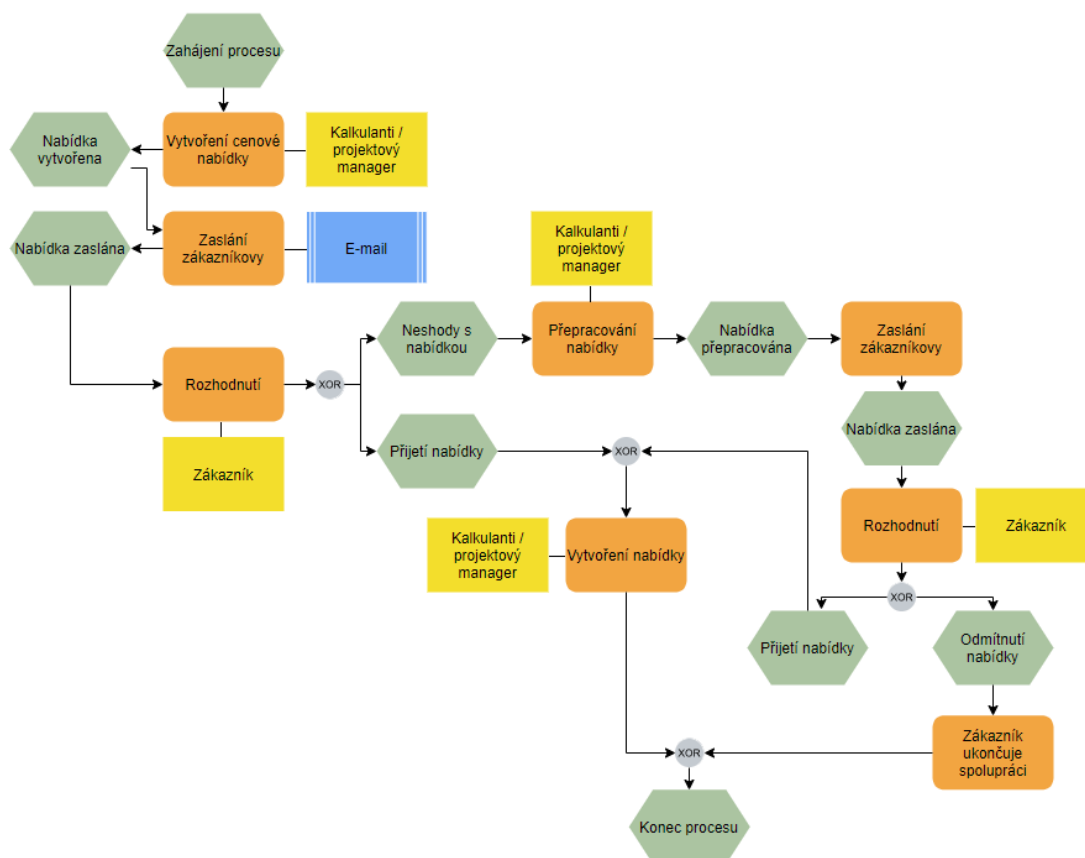 Zahájení procesu
Nabídka
vytvořena
Vytvoření cenové
nabídky
Kalkulanti /
projektový
manager
Nabídka zaslána
Zaslání
zákazníkovy
E-mail
Kalkulanti /
projektový
manager
Neshody s
nabídkou
Přepracování
nabídky
Nabídka
přepracována
Zaslání
zákazníkovy
Rozhodnutí
XOR
Zákazník
Přijetí nabídky
XOR
Nabídka zaslána
Kalkulanti /
projektový
manager
Vytvoření nabídky
Rozhodnutí
Zákazník
XOR
Přijetí nabídky
Odmítnutí
nabídky
Zákazník
ukončuje
spolupráci
XOR
Konec procesu